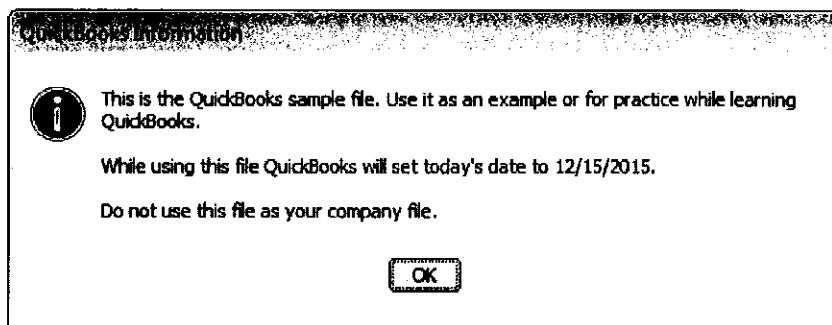 QuickBooks Information
This is the QuickBooks sample file. Use it as an example or for practice while learning
QuickBooks.
While using this file QuickBooks will set today's date to 12/15/2015.
Do not use this file as your company file.
OK